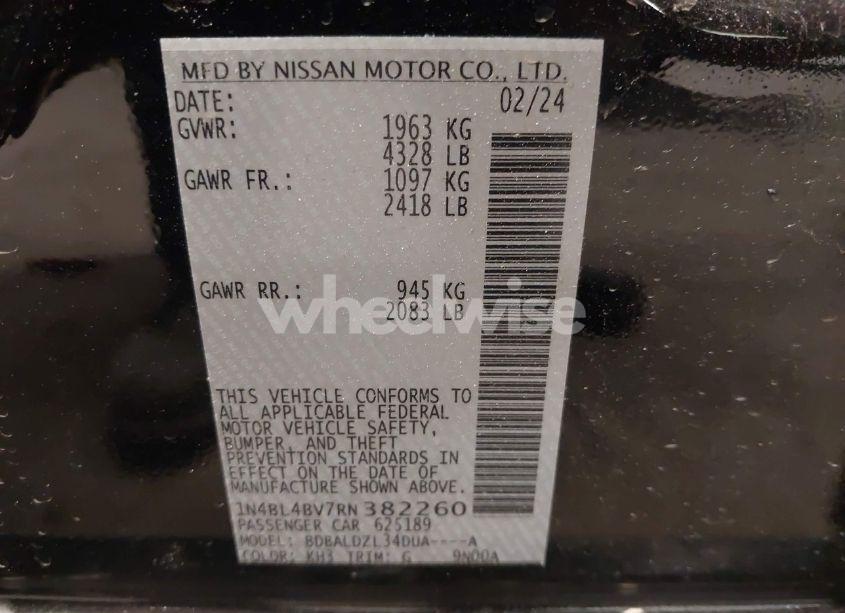 MFD BY NISSAN MOTOR CO., LTD.
DATE: 02/24
GVWR: 1963 KG
4328 LB
GAWR FR.: 1097 KG
2418 LB
GAWR RR.: 945 KG
2083 LB
wheelwise
THIS VEHICLE CONFORMS TO
ALL APPLICABLE FEDERAL
MOTOR VEHICLE SAFETY,
BUMPER, AND THEFT
PREVENTION STANDARDS IN
EFFECT ON THE DATE OF
MANUFACTURE SHOWN ABOVE.
1N4BL4BV7RN382260
PASSENGER CAR 625189
MODEL: BDBALDZL34DUA----A
COLOR: KH3 TRIM: G 9N00A